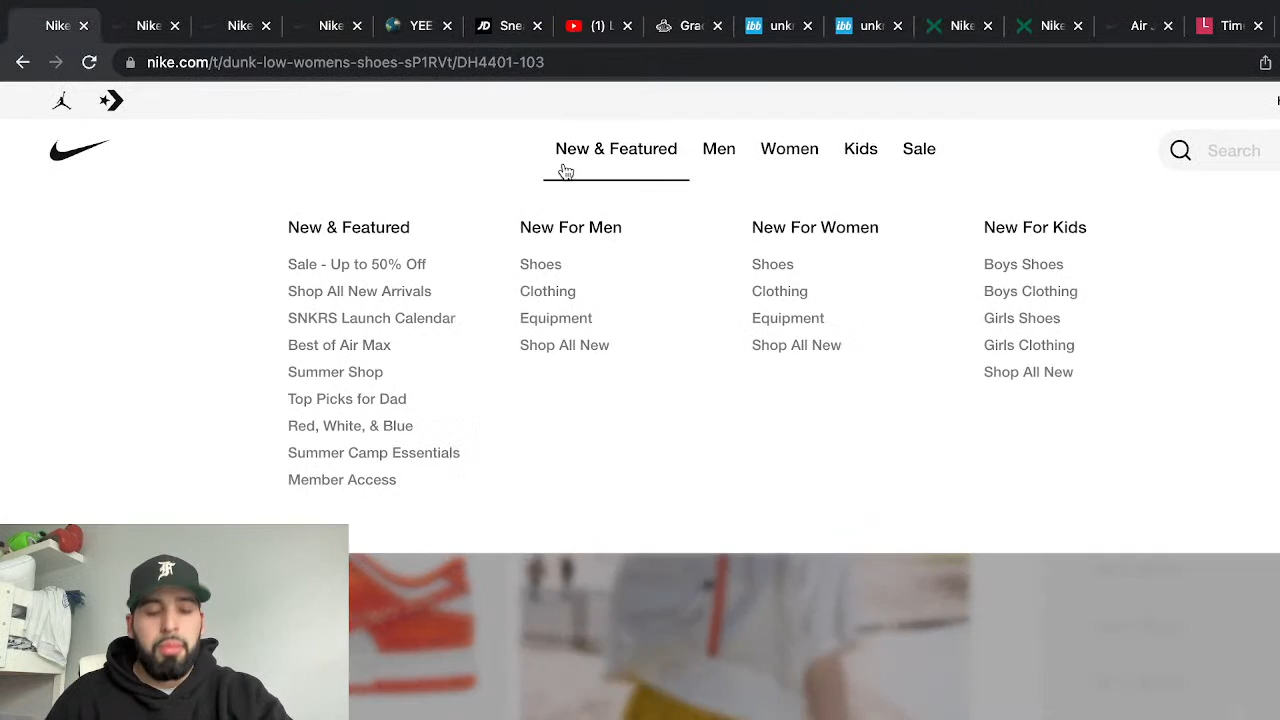 Nike
Nike
Nike
Nike
YEE
Sne
(1) L
Gra
unk
unk
Nike
Nike
Air
Tim
nike.com/t/dunk-low-womens-shoes-sP1RVt/DH4401-103
New & Featured Men Women Kids Sale
Search
New & Featured
Sale - Up to 50% Off
Shop All New Arrivals
SNKRS Launch Calendar
Best of Air Max
Summer Shop
Top Picks for Dad
Red, White, & Blue
Summer Camp Essentials
Member Access
New For Men
Shoes
Clothing
Equipment
Shop All New
New For Women
Shoes
Clothing
Equipment
Shop All New
New For Kids
Boys Shoes
Boys Clothing
Girls Shoes
Girls Clothing
Shop All New